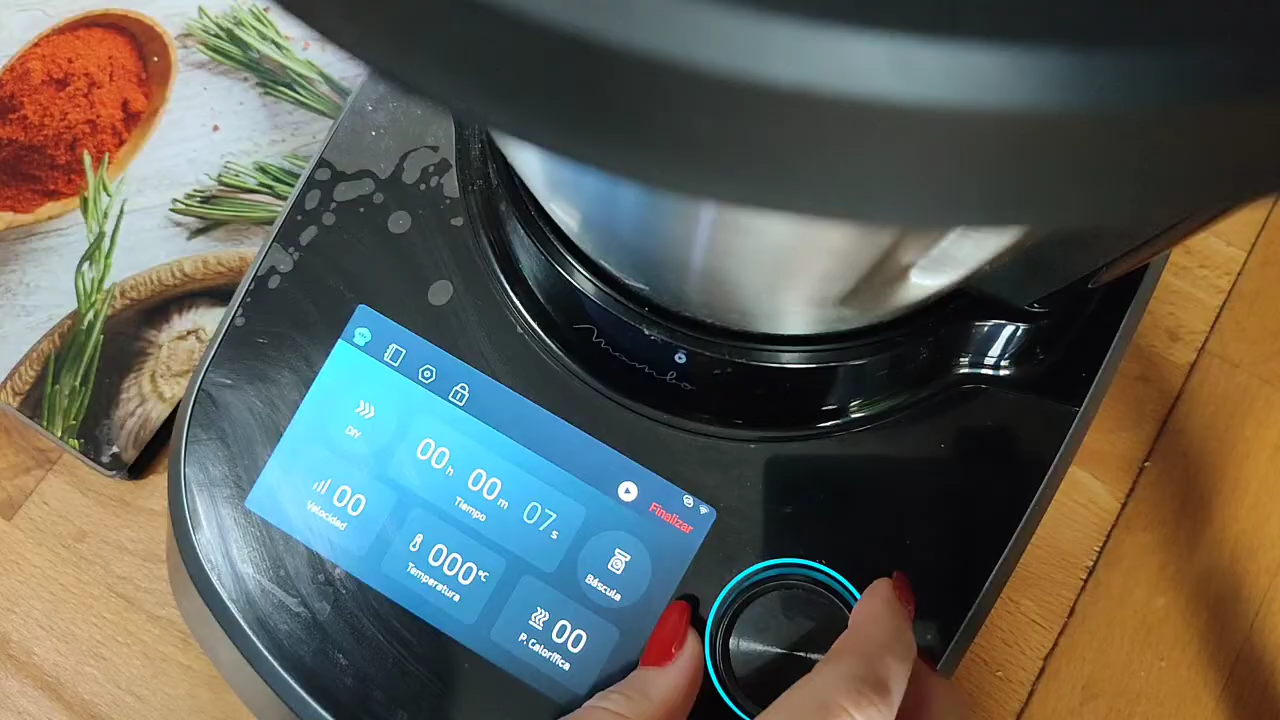 mambo
DIY
00h 00m 07s
Tiempo
Finalizar
00
Velocidad
000°C
Temperatura
Báscula
00
P. Calorífica